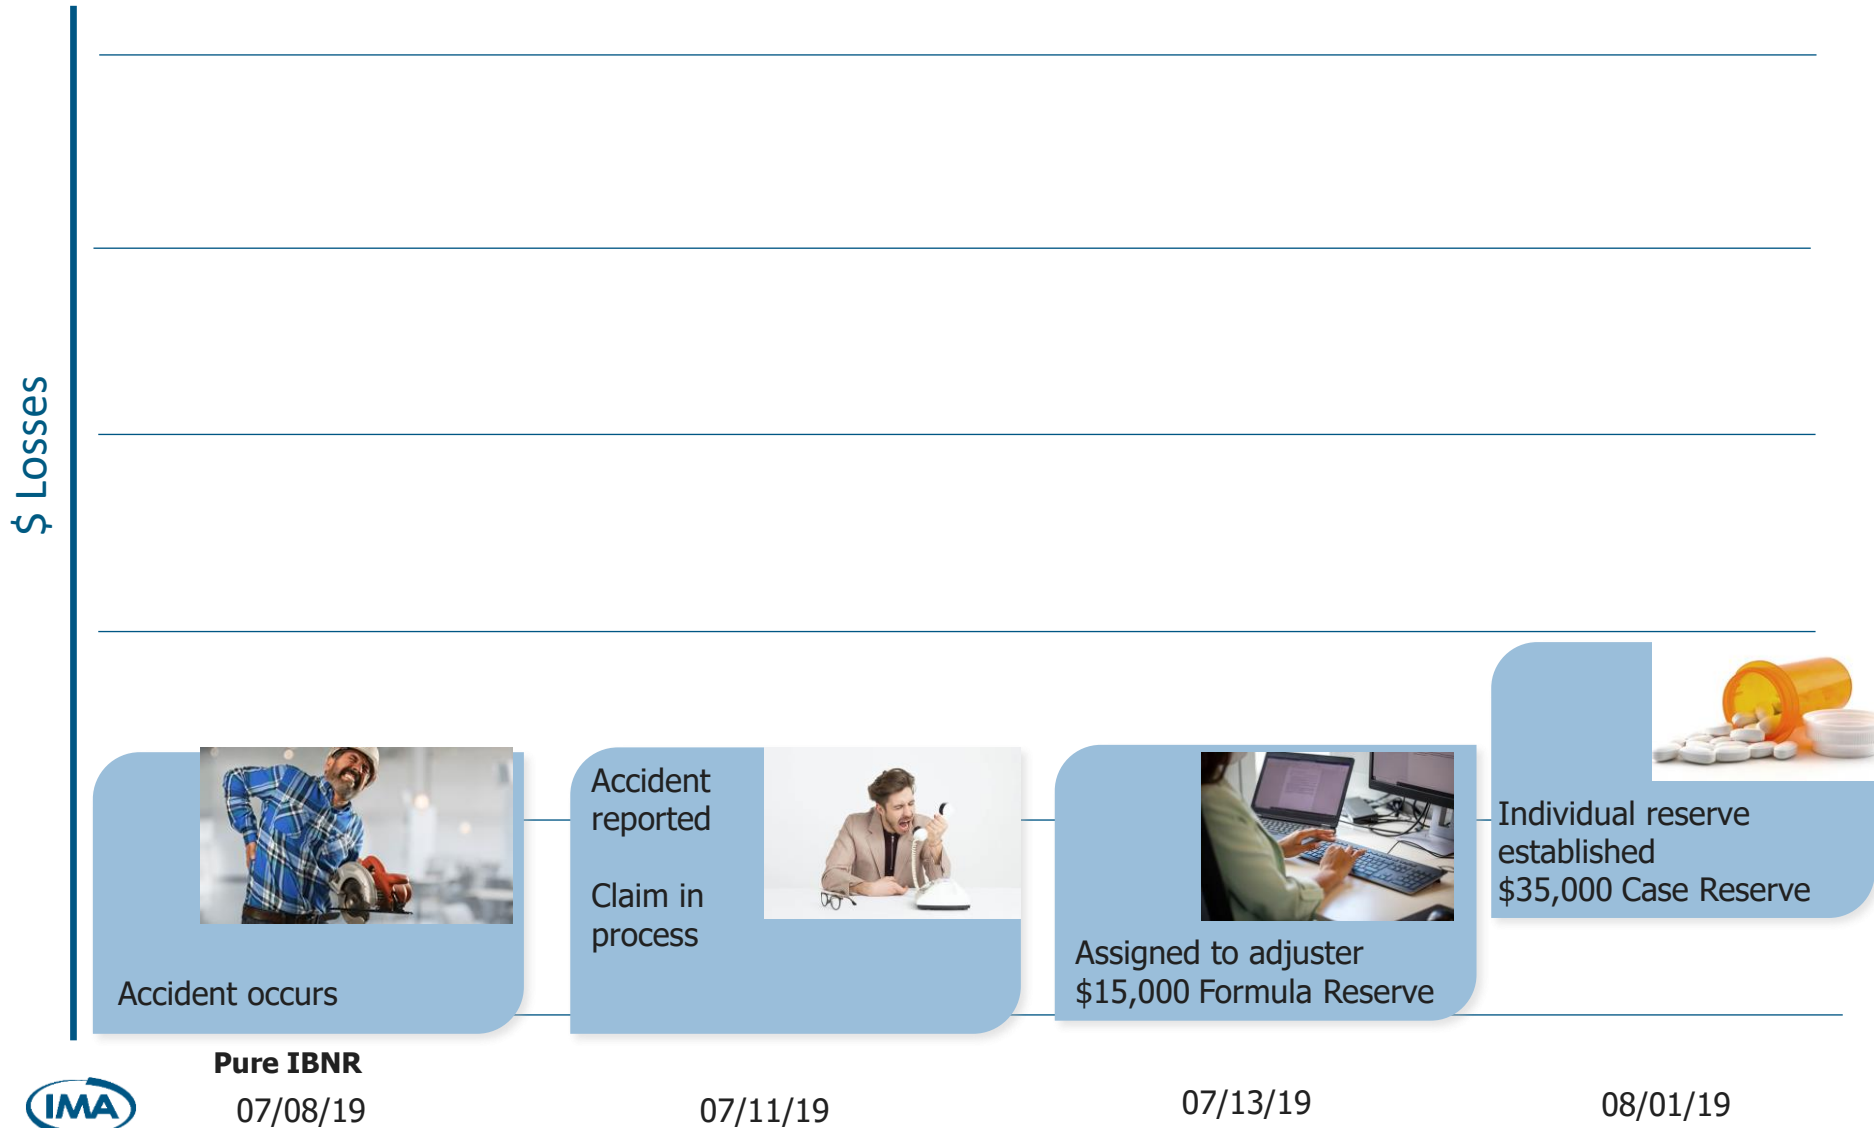 $ Losses
Accident occurs
Accident
reported
Claim in
process
Assigned to adjuster
$15,000 Formula Reserve
Individual reserve
established
$35,000 Case Reserve
Pure IBNR
07/08/19
07/11/19
07/13/19
08/01/19
IMA